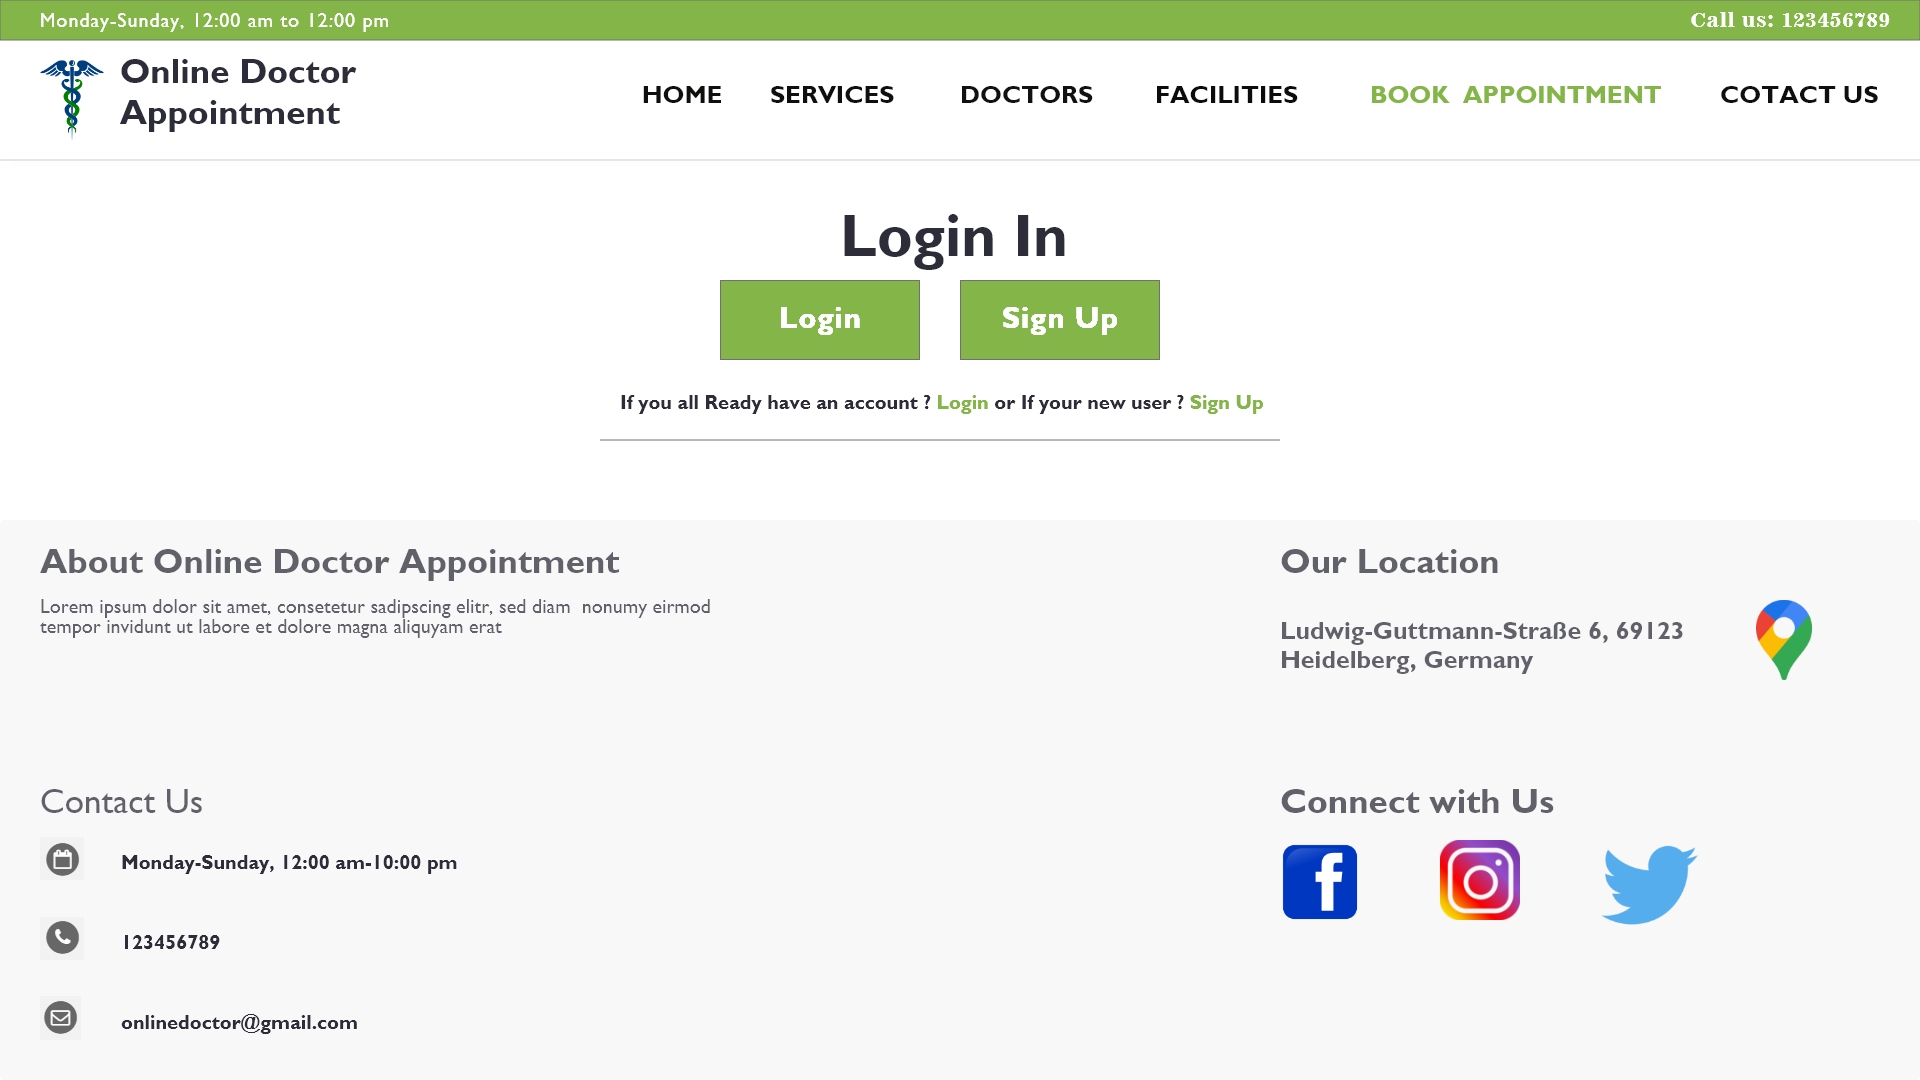 Monday-Sunday, 12:00 am to 12:00 pm
Call us: 123456789
Online Doctor
Appointment
HOME SERVICES DOCTORS FACILITIES BOOK APPOINTMENT COTACT US
Login In
Login
Sign Up
If you all Ready have an account ? Login or If your new user ? Sign Up
About Online Doctor Appointment
Lorem ipsum dolor sit amet, consetetur sadipscing elitr, sed diam nonumy eirmod
tempor invidunt ut labore et dolore magna aliquyam erat
Our Location
Ludwig-Guttmann-Straße 6, 69123
Heidelberg, Germany
Contact Us
Monday-Sunday, 12:00 am-10:00 pm
123456789
onlinedoctor@gmail.com
Connect with Us